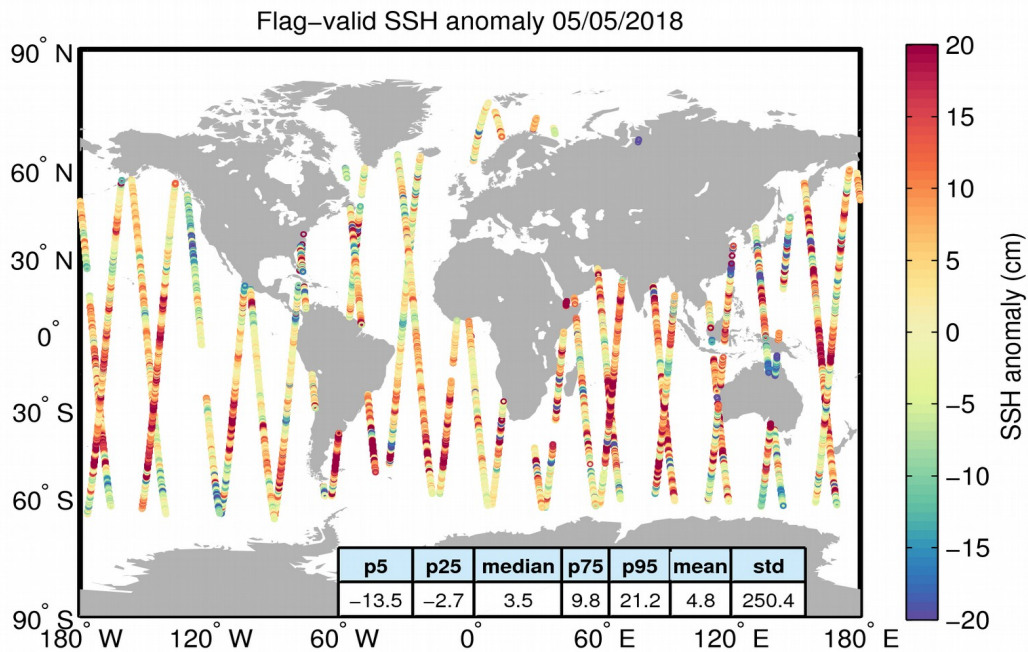 Flag−valid SSH anomaly 05/05/2018
90° N
60° N
30° N
0°
30° S
60° S
90° S
180° W
120° W
60° W
0°
60° E
120° E
180° E
p5 p25 median p75 p95 mean std
−13.5 −2.7 3.5 9.8 21.2 4.8 250.4
20
15
10
5
0
−5
−10
−15
−20
SSH anomaly (cm)